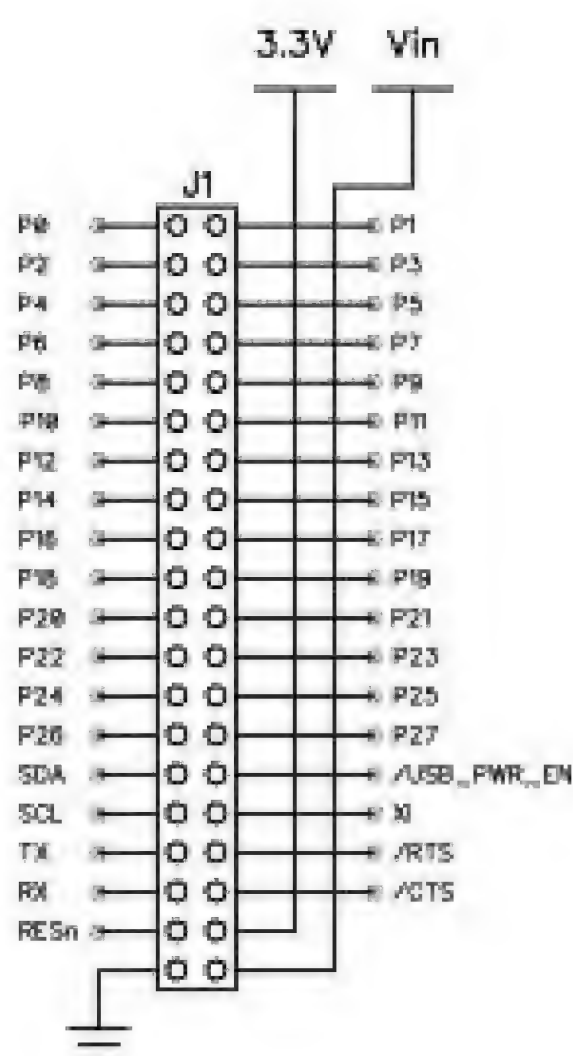 3.3V Vin
J1
P0 P1
P2 P3
P4 P5
P6 P7
P8 P9
P10 P11
P12 P13
P14 P15
P16 P17
P18 P19
P20 P21
P22 P23
P24 P25
P26 P27
SDA /USB_PWR_EN
SCL XI
TX /RTS
RX /CTS
RESn